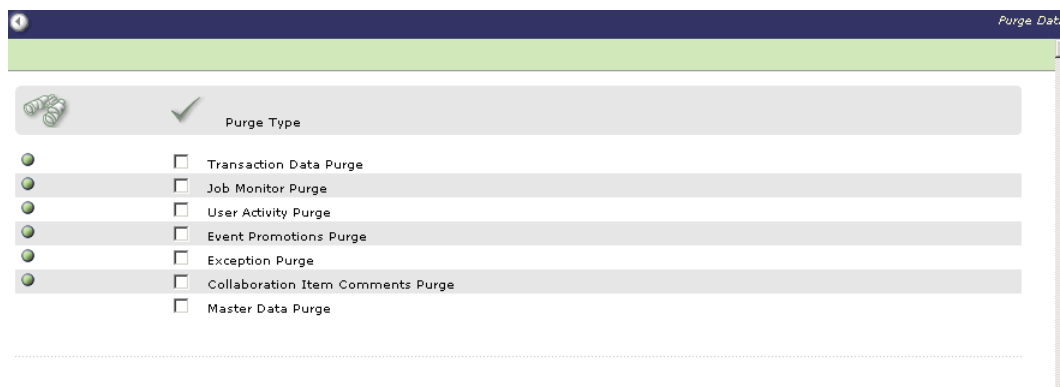 Purge Data
Purge Type
Transaction Data Purge
Job Monitor Purge
User Activity Purge
Event Promotions Purge
Exception Purge
Collaboration Item Comments Purge
Master Data Purge